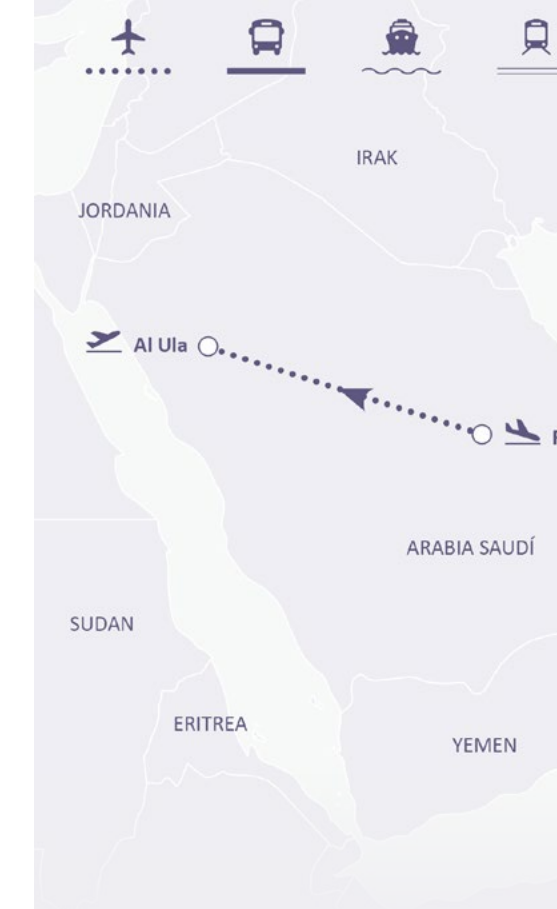 IRAK
JORDANIA
Al Ula
ARABIA SAUDÍ
SUDAN
ERITREA
YEMEN